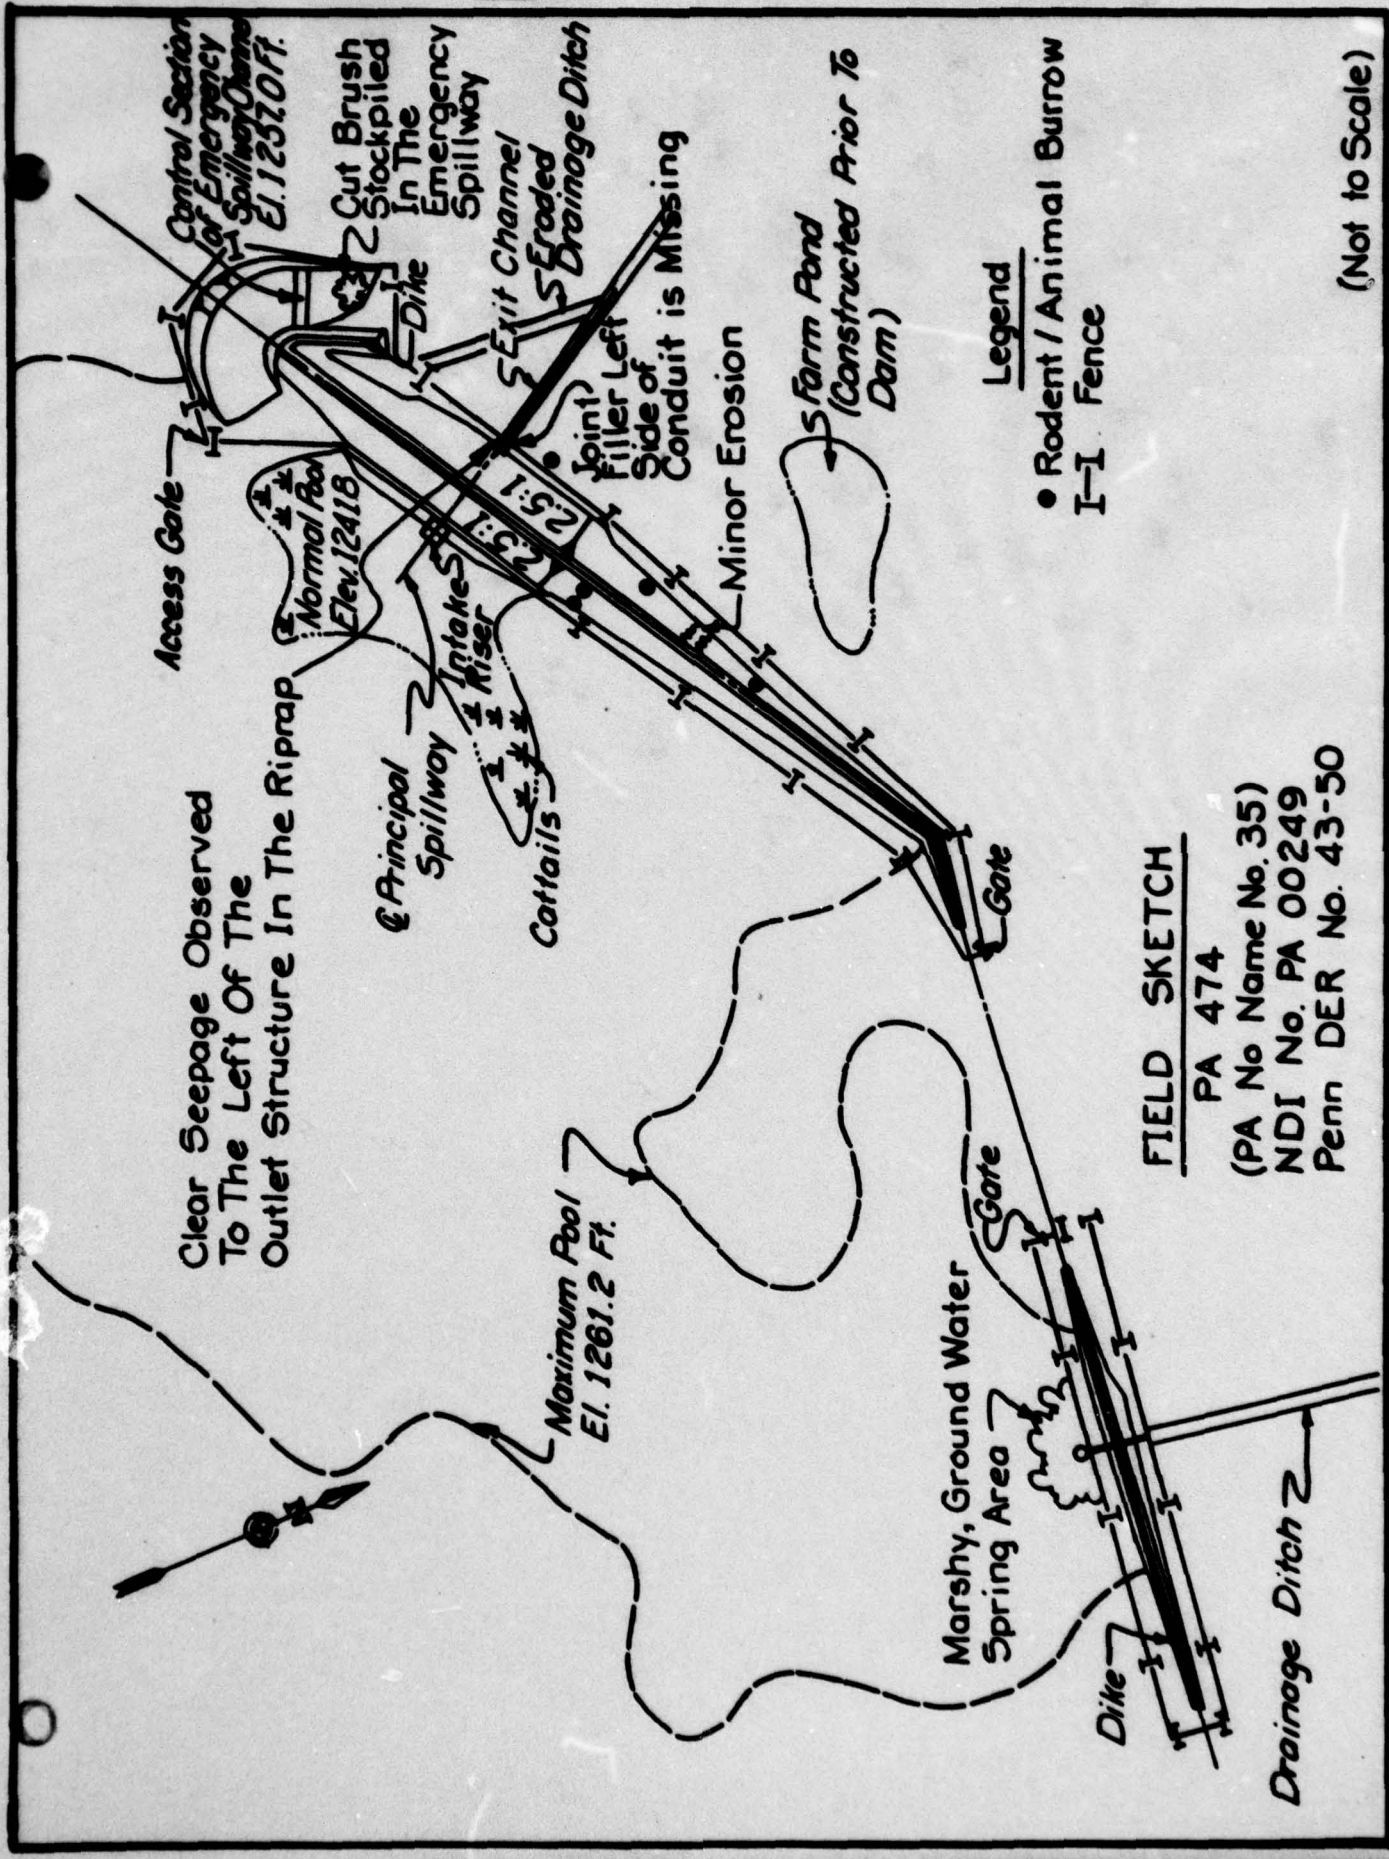 Clear Seepage Observed
To The Left Of The
Outlet Structure In The Riprap
Access Gate
Control Section
of Emergency
Spillway Channel
El. 1257.0 Ft.
Cut Brush
Stockpiled
In The
Emergency
Spillway
Dike
Exit Channel
Eroded
Drainage Ditch
Normal Pool
Elev. 1241.8
Intake
Riser
℄ Principal
Spillway
Cattails
2.5:1
Joint
Filler Left
Side of
Conduit is Missing
Minor Erosion
Farm Pond
(Constructed Prior To
Dam)
Maximum Pool
El. 1261.2 Ft.
Gate
Gate
Marshy, Ground Water
Spring Area
Dike
Drainage Ditch
Legend
● Rodent / Animal Burrow
I—I Fence
FIELD SKETCH
PA 474
(PA No Name No. 35)
NDI No. PA 00249
Penn DER No. 43-50
(Not to Scale)